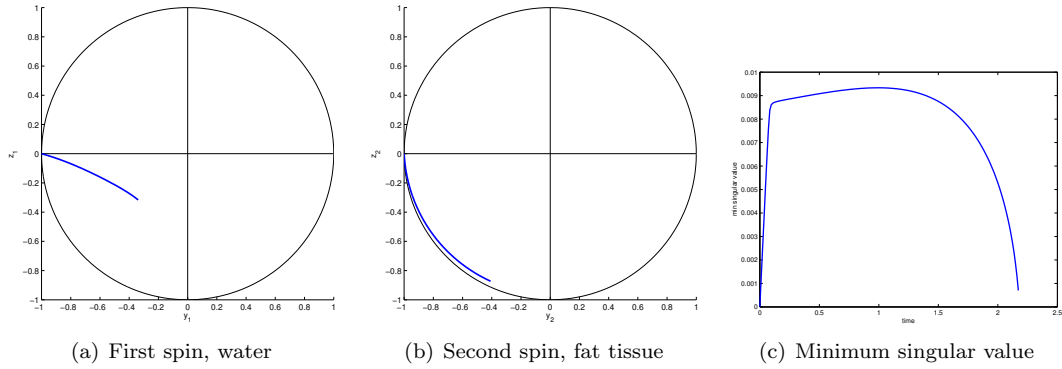 1
0.8
0.6
0.4
0.2
0
−0.2
−0.4
−0.6
−0.8
−1
z1
−1 −0.8 −0.6 −0.4 −0.2 0 0.2 0.4 0.6 0.8 1
y1
(a) First spin, water
1
0.8
0.6
0.4
0.2
0
−0.2
−0.4
−0.6
−0.8
−1
z2
−1 −0.8 −0.6 −0.4 −0.2 0 0.2 0.4 0.6 0.8 1
y2
(b) Second spin, fat tissue
0.01
0.009
0.008
0.007
0.006
0.005
0.004
0.003
0.002
0.001
0
min singular value
0 0.5 1 1.5 2 2.5
time
(c) Minimum singular value